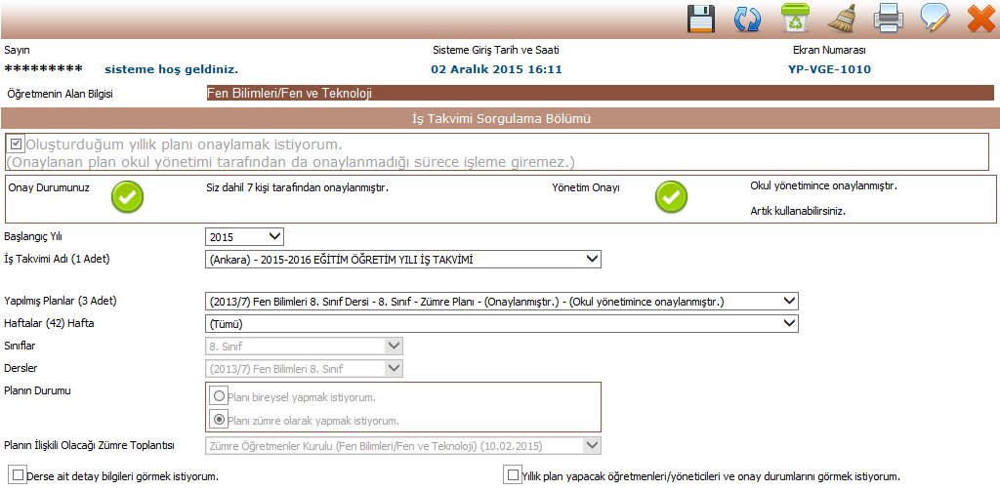 Sayın Sisteme Giriş Tarih ve Saati Ekran Numarası
********* sisteme hoş geldiniz. 02 Aralık 2015 16:11 YP-VGE-1010
Öğretmenin Alan Bilgisi Fen Bilimleri/Fen ve Teknoloji
İş Takvimi Sorgulama Bölümü
Oluşturduğum yıllık planı onaylamak istiyorum.
(Onaylanan plan okul yönetimi tarafından da onaylanmadığı sürece işleme giremez.)
Onay Durumunuz Siz dahil 7 kişi tarafından onaylanmıştır. Yönetim Onayı Okul yönetimince onaylanmıştır.
Artık kullanabilirsiniz.
Başlangıç Yılı 2015
İş Takvimi Adı (1 Adet) (Ankara) - 2015-2016 EĞİTİM ÖĞRETİM YILI İŞ TAKVİMİ
Yapılmış Planlar (3 Adet) (2013/7) Fen Bilimleri 8. Sınıf Dersi - 8. Sınıf - Zümre Planı - (Onaylanmıştır.) - (Okul yönetimince onaylanmıştır.)
Haftalar (42) Hafta (Tümü)
Sınıflar 8. Sınıf
Dersler (2013/7) Fen Bilimleri 8. Sınıf
Planın Durumu Planı bireysel yapmak istiyorum.
Planı zümre olarak yapmak istiyorum.
Planın İlişkili Olacağı Zümre Toplantısı Zümre Öğretmenler Kurulu (Fen Bilimleri/Fen ve Teknoloji) (10.02.2015)
Derse ait detay bilgileri görmek istiyorum. Yıllık plan yapacak öğretmenleri/yöneticileri ve onay durumlarını görmek istiyorum.